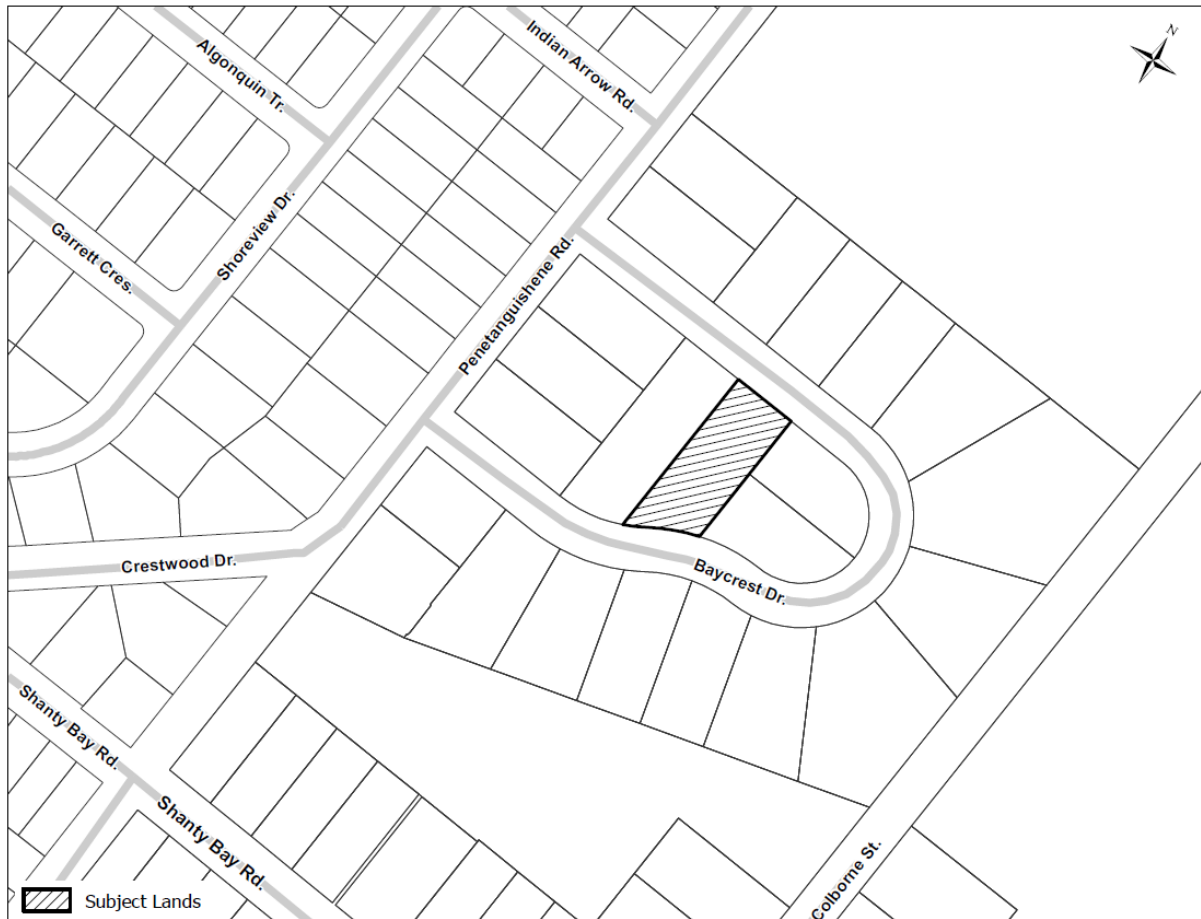 N
Algonquin Tr.
Indian Arrow Rd.
Garrett Cres.
Shoreview Dr.
Penetanguishene Rd.
Crestwood Dr.
Baycrest Dr.
Shanty Bay Rd.
Shanty Bay Rd.
Colborne St.
Subject Lands